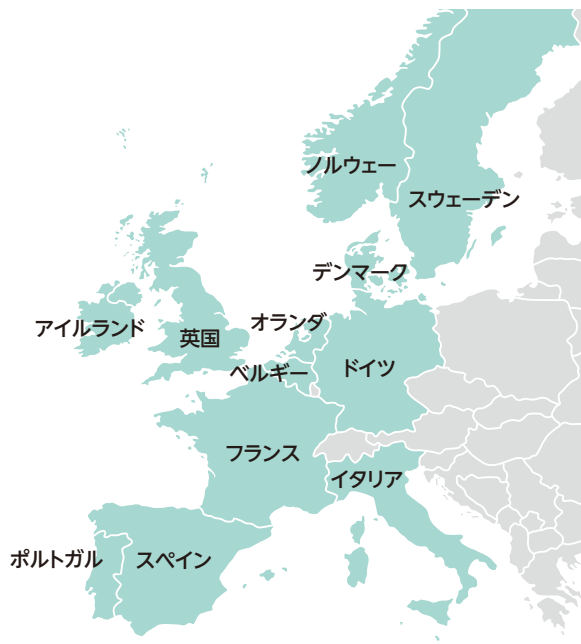 ノルウェー
スウェーデン
デンマーク
オランダ
アイルランド
英国
ベルギー
ドイツ
フランス
イタリア
ポルトガル
スペイン